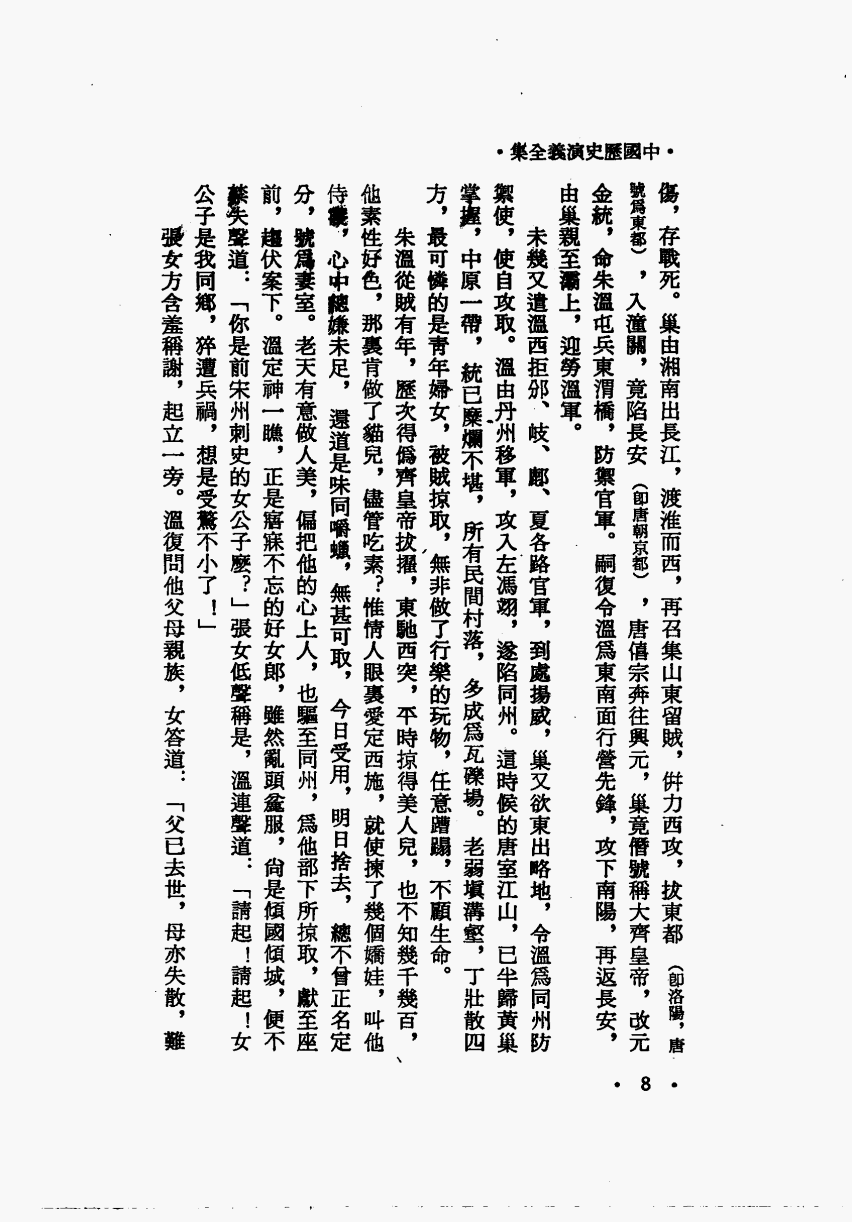 ·中國歷史演義全集·
傷，存戰死。巢由湘南出長江，渡淮而西，再召集山東留賊，倂力西攻，拔東都（卽洛陽，唐
號爲東都），入潼關，竟陷長安（卽唐朝京都），唐僖宗奔往興元，巢竟僭號稱大齊皇帝，改元
金統，命朱溫屯兵東渭橋，防禦官軍。嗣復令溫爲東南面行營先鋒，攻下南陽，再返長安，
由巢親至灞上，迎勞溫軍。
未幾又遣溫西拒邠、岐、鄜、夏各路官軍，到處揚威，巢又欲東出略地，令溫爲同州防
禦使，使自攻取。溫由丹州移軍，攻入左馮翊，遂陷同州。這時候的唐室江山，已半歸黃巢
掌握，中原一帶，統已糜爛不堪，所有民間村落，多成爲瓦礫場。老弱塡溝壑，丁壯散四
方，最可憐的是靑年婦女，被賊掠取，無非做了行樂的玩物，任意蹧蹋，不顧生命。
朱溫從賊有年，歷次得僞齊皇帝拔擢，東馳西突，平時掠得美人兒，也不知幾千幾百，
他素性好色，那裏肯做了貓兒，儘管吃素？惟情人眼裏愛定西施，就使揀了幾個嬌娃，叫他
侍寢，心中總嫌未足，還道是味同嚼蠟，無甚可取，今日受用，明日捨去，總不曾正名定
分，號爲妻室。老天有意做人美，偏把他的心上人，也驅至同州，爲他部下所掠取，獻至座
前，趨伏案下。溫定神一瞧，正是寤寐不忘的好女郞，雖然亂頭盆服，尙是傾國傾城，便不
禁失聲道：「你是前宋州刺史的女公子麽？」張女低聲稱是，溫連聲道：「請起！請起！女
公子是我同鄕，猝遭兵禍，想是受驚不小了！」
張女方含羞稱謝，起立一旁。溫復問他父母親族，女答道：「父已去世，母亦失散，難
·8·